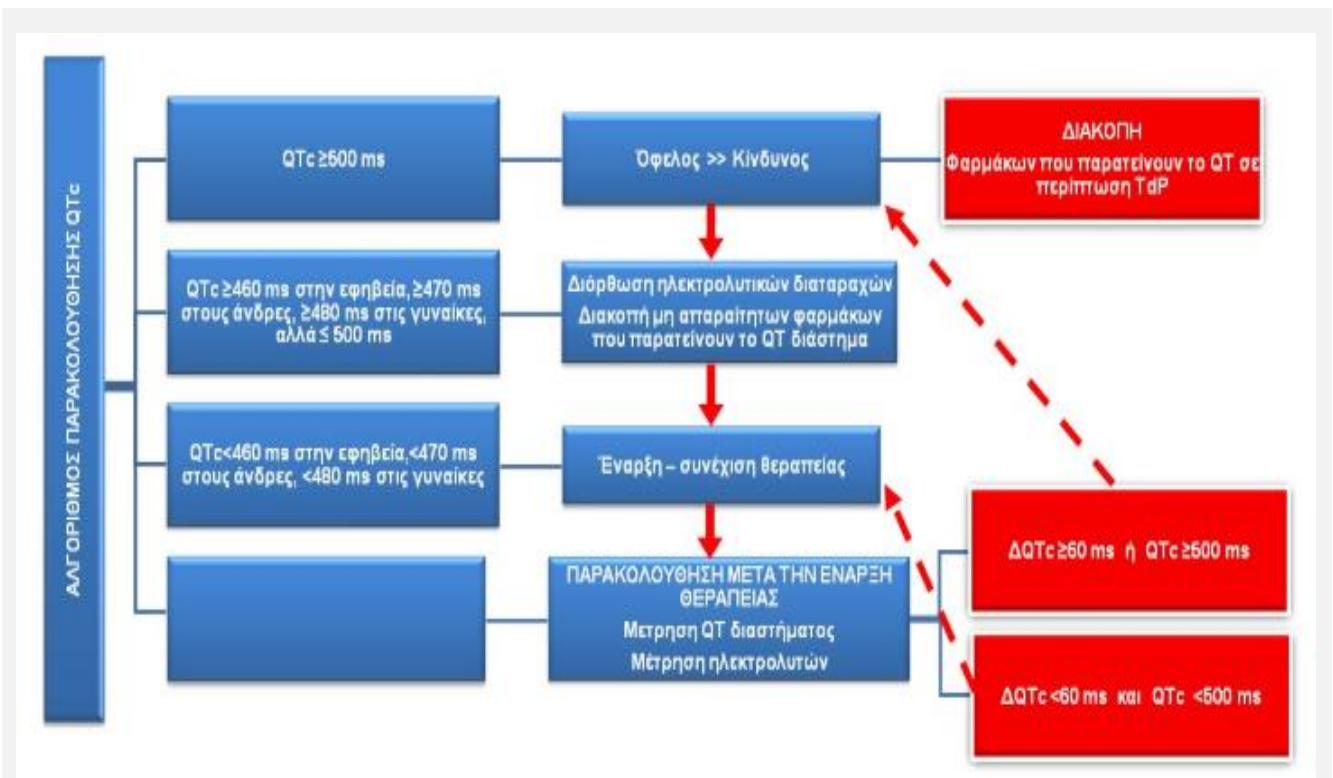 ΑΛΓΟΡΙΘΜΟΣ ΠΑΡΑΚΟΛΟΥΘΗΣΗΣ QTc
QTc ≥500 ms
Όφελος >> Κίνδυνος
ΔΙΑΚΟΠΗ
Φαρμάκων που παρατείνουν το QT σε
περίπτωση TdP
QTc ≥460 ms στην εφηβεία, ≥470 ms
στους άνδρες, ≥480 ms στις γυναίκες,
αλλά ≤ 500 ms
Διόρθωση ηλεκτρολυτικών διαταραχών
Διακοπή μη απαραίτητων φαρμάκων
που παρατείνουν το QT διάστημα
QTc<460 ms στην εφηβεία,<470 ms
στους άνδρες, <480 ms στις γυναίκες
Έναρξη – συνέχιση θεραπείας
ΠΑΡΑΚΟΛΟΥΘΗΣΗ ΜΕΤΑ ΤΗΝ ΕΝΑΡΞΗ
ΘΕΡΑΠΕΙΑΣ
Μετρηση QT διαστήματος
Μέτρηση ηλεκτρολυτών
ΔQTc ≥60 ms ή QTc ≥500 ms
ΔQTc <60 ms και QTc <500 ms